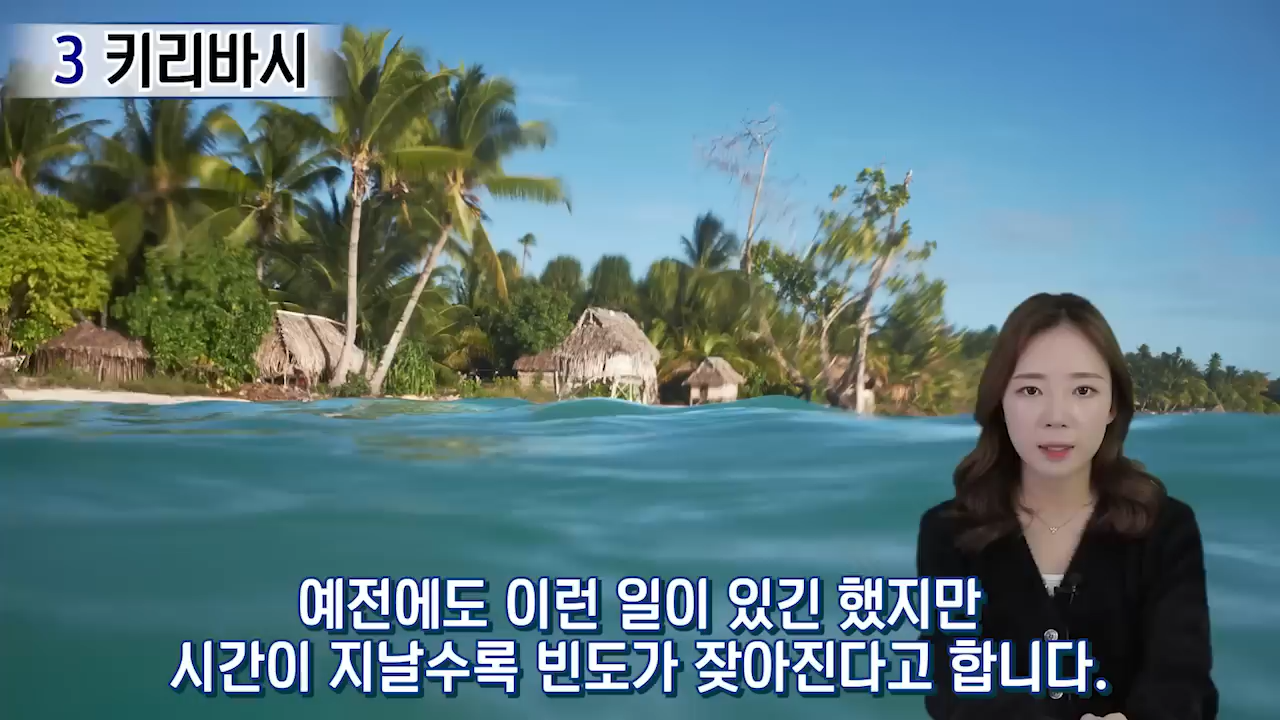 3 키리바시
예전에도 이런 일이 있긴 했지만
시간이 지날수록 빈도가 잦아진다고 합니다.